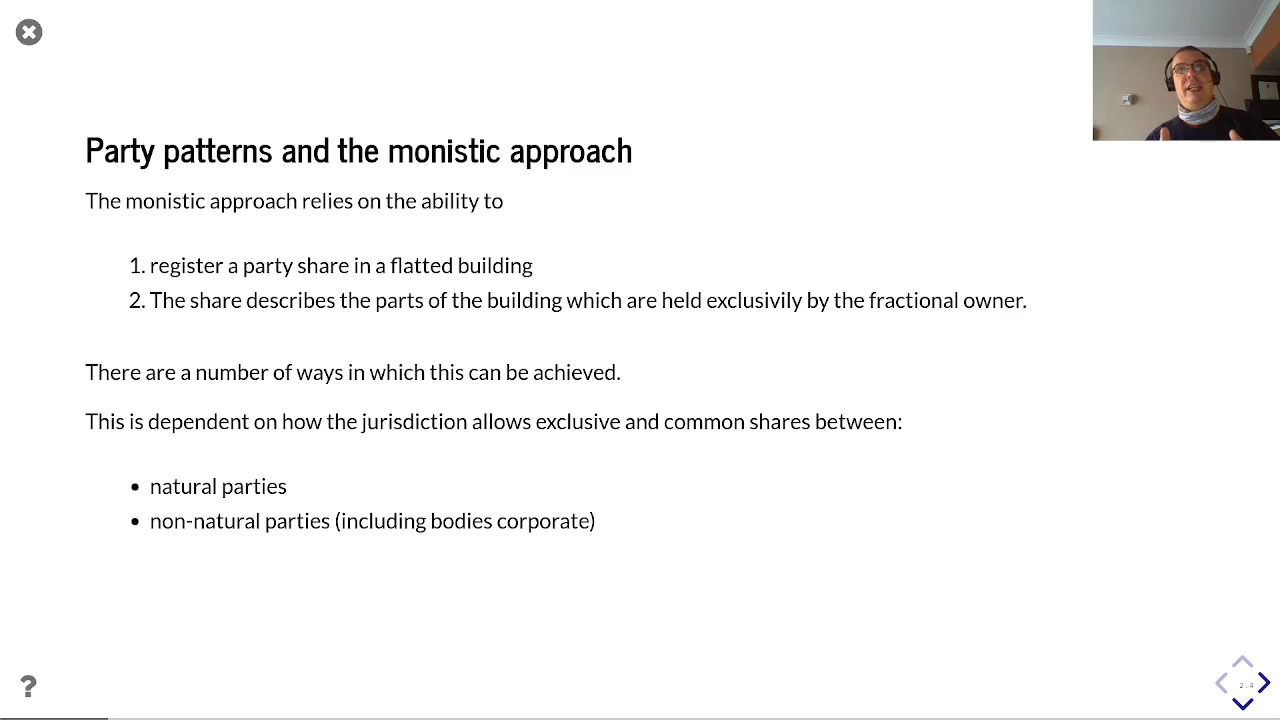 Party patterns and the monistic approach
The monistic approach relies on the ability to
1. register a party share in a flatted building
2. The share describes the parts of the building which are held exclusivily by the fractional owner.
There are a number of ways in which this can be achieved.
This is dependent on how the jurisdiction allows exclusive and common shares between:
• natural parties
• non-natural parties (including bodies corporate)
?
2.4